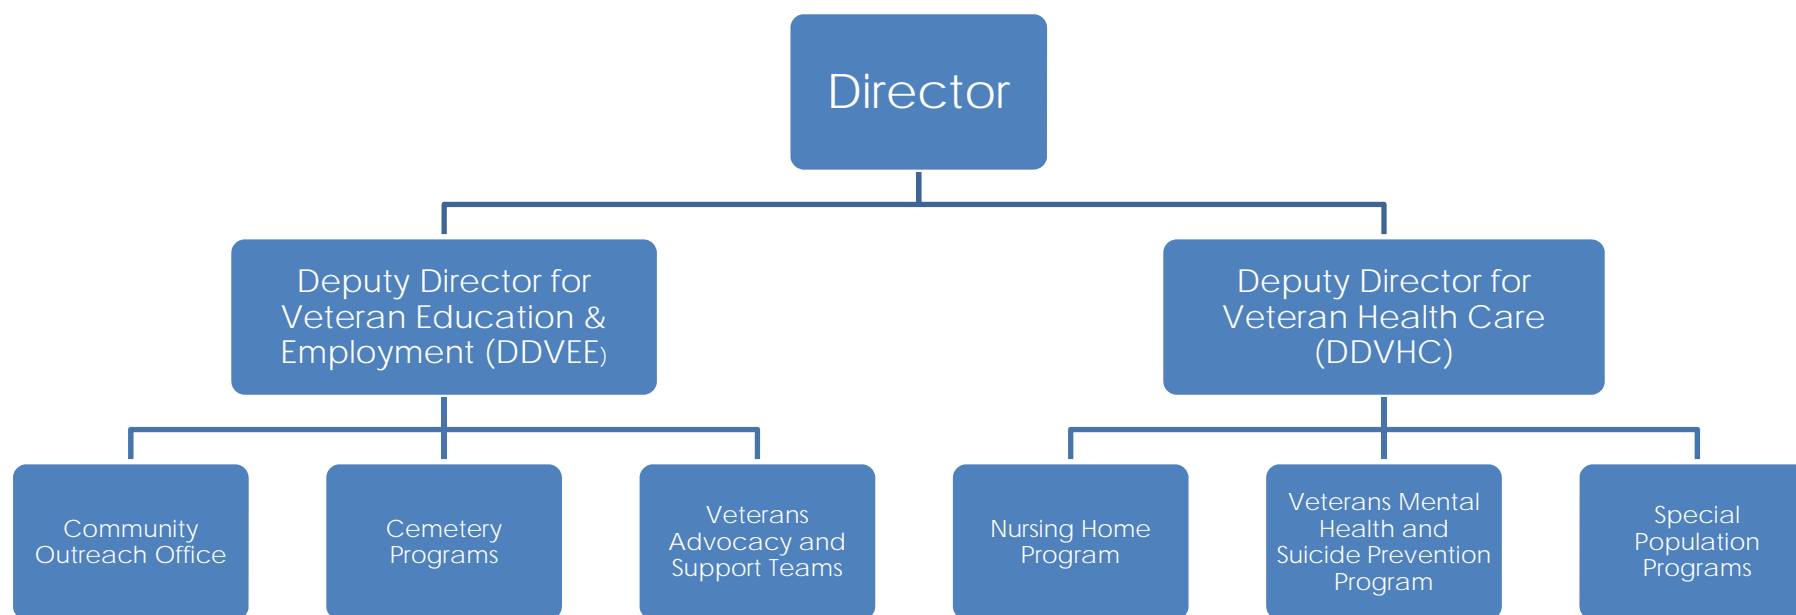 Director
Deputy Director for
Veteran Education &
Employment (DDVEE)
Deputy Director for
Veteran Health Care
(DDVHC)
Community
Outreach Office
Cemetery
Programs
Veterans
Advocacy and
Support Teams
Nursing Home
Program
Veterans Mental
Health and
Suicide Prevention
Program
Special
Population
Programs